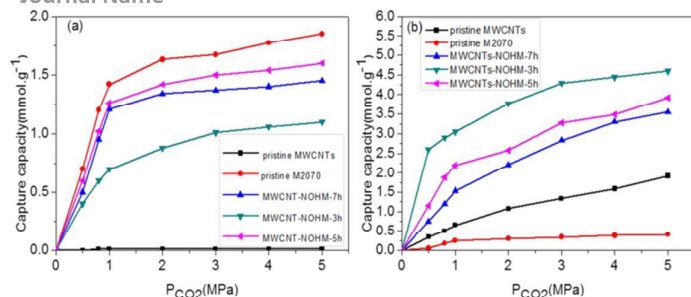 Journal Name
(a)
2.0
1.5
1.0
0.5
0.0
Capture capacity(mmol.g⁻¹)
pristine MWCNTs
pristine M2070
MWCNT-NOHM-7h
MWCNT-NOHM-3h
MWCNT-NOHM-5h
0 1 2 3 4 5
PCO2(MPa)
(b)
6.0
5.5
5.0
4.5
4.0
3.5
3.0
2.5
2.0
1.5
1.0
0.5
0.0
Capture capacity(mmol.g⁻¹)
pristine MWCNTs
pristine M2070
MWCNTs-NOHM-7h
MWCNTs-NOHM-3h
MWCNTs-NOHM-5h
0 1 2 3 4 5
PCO2(MPa)